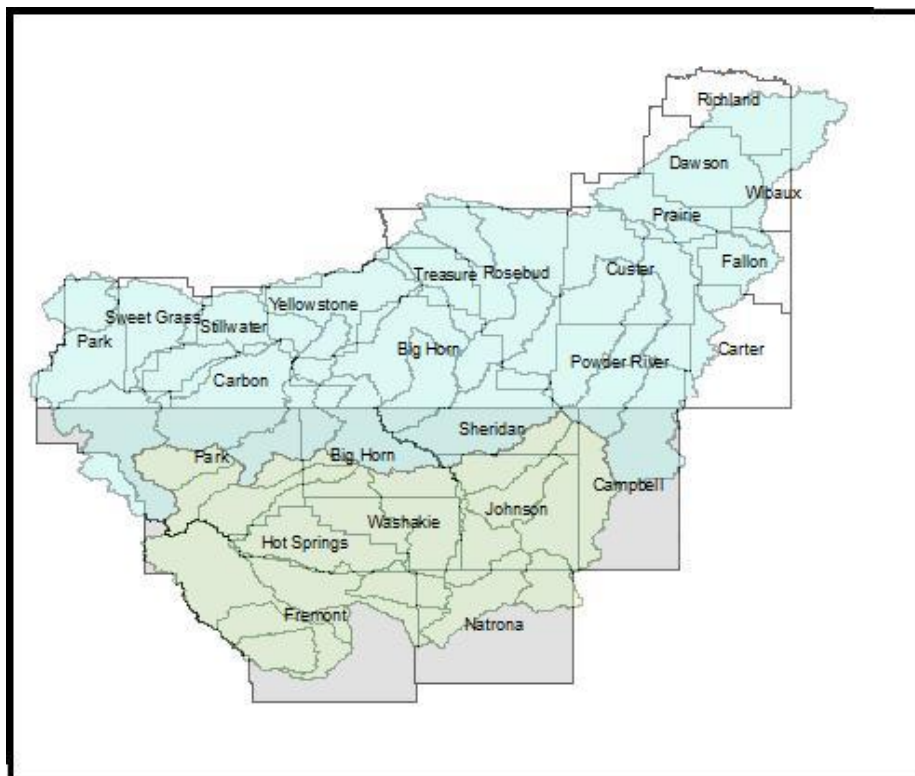 Richland
Dawson
Wibaux
Prairie
Fallon
Custer
Treasure
Rosebud
Yellowstone
Sweet Grass
Stillwater
Park
Big Horn
Carter
Powder River
Carbon
Sheridan
Park
Big Horn
Campbell
Johnson
Washakie
Hot Springs
Fremont
Natrona